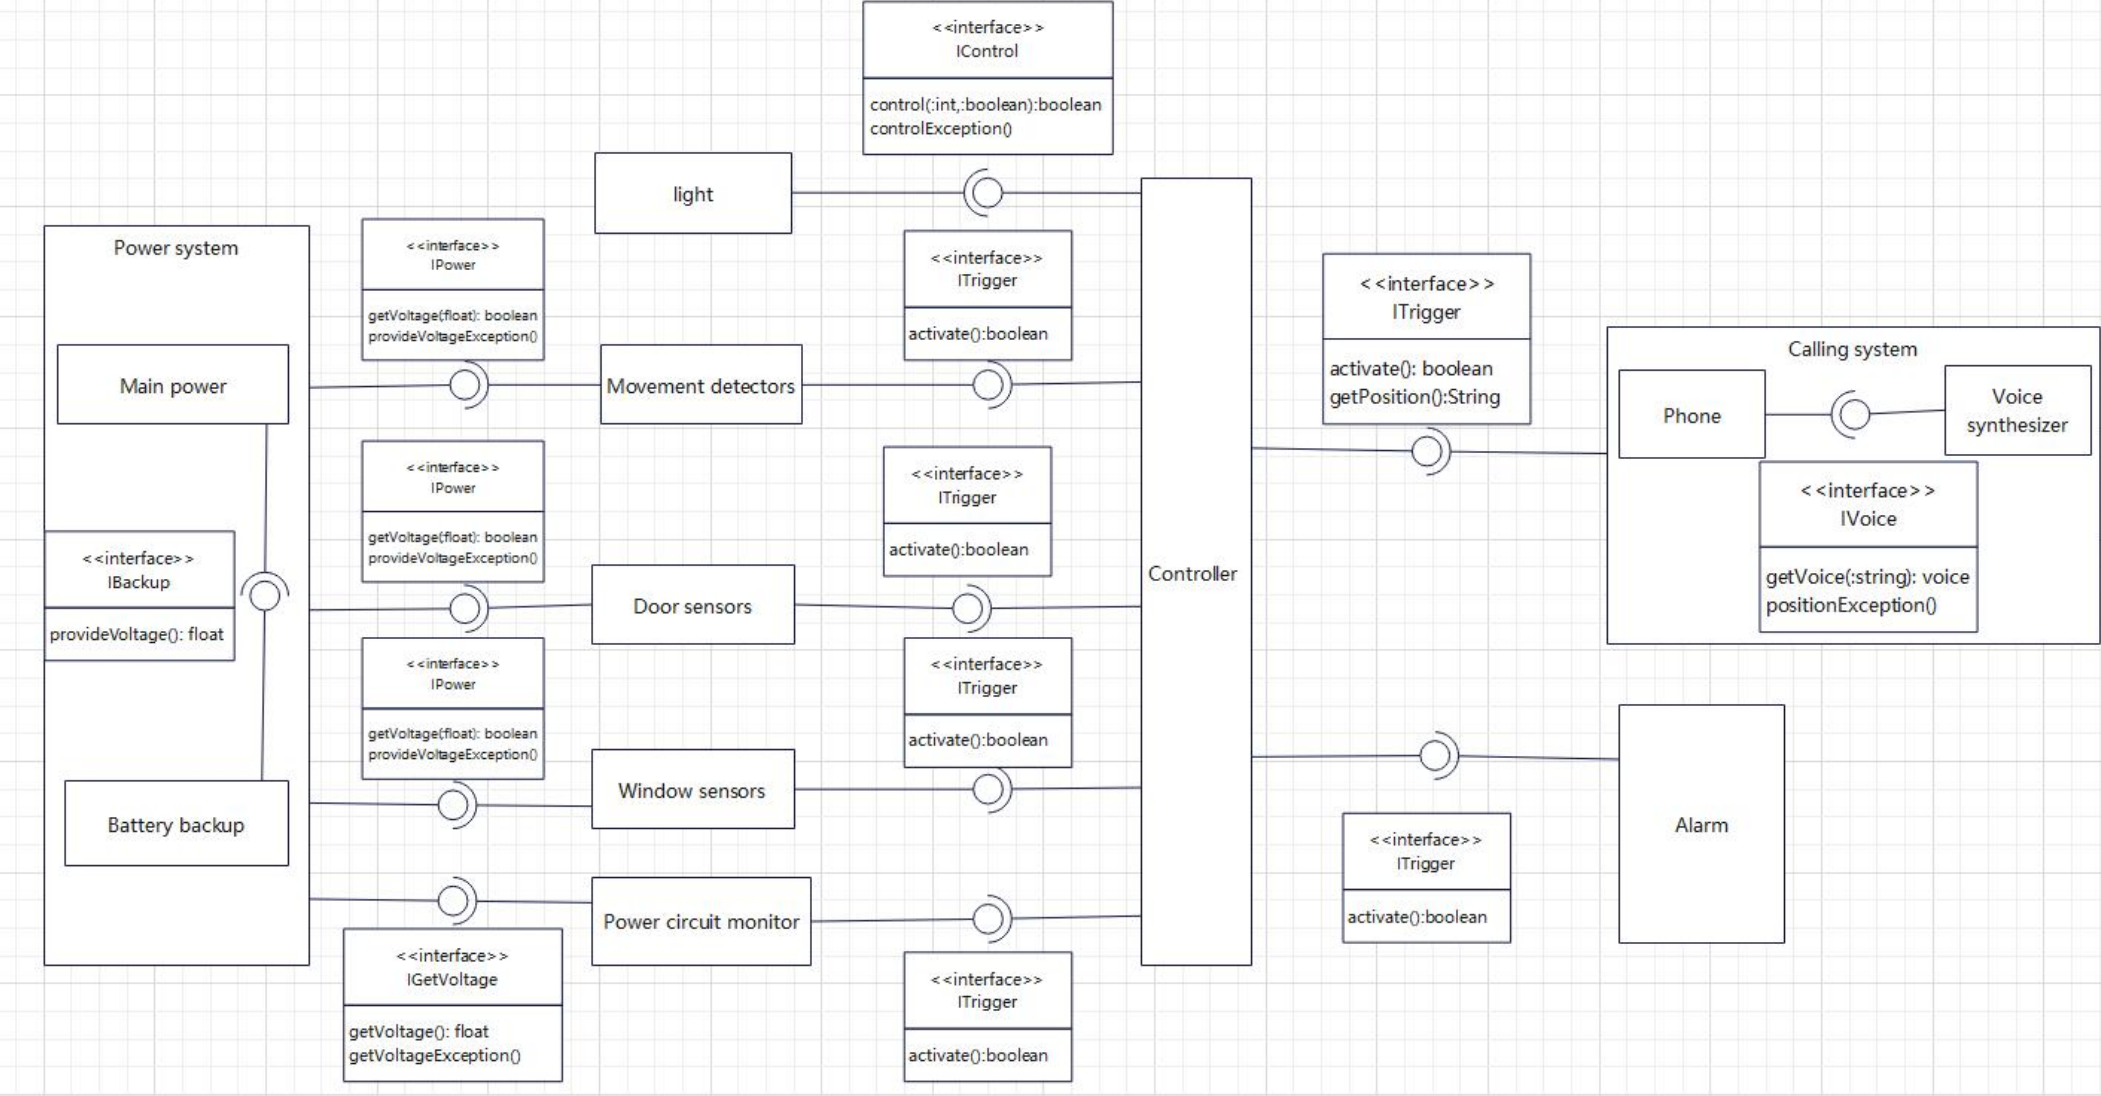 <<interface>>
IControl
control(:int,:boolean):boolean
controlException()
light
Power system
<<interface>>
IPower
getVoltage(float): boolean
provideVoltageException()
<<interface>>
ITrigger
activate():boolean
Main power
Movement detectors
<<interface>>
ITrigger
activate(): boolean
getPosition():String
Calling system
Phone
Voice
synthesizer
<<interface>>
IVoice
getVoice(:string): voice
positionException()
<<interface>>
IPower
getVoltage(float): boolean
provideVoltageException()
<<interface>>
ITrigger
activate():boolean
<<interface>>
IBackup
provideVoltage(): float
Door sensors
Controller
<<interface>>
IPower
getVoltage(float): boolean
provideVoltageException()
<<interface>>
ITrigger
activate():boolean
Battery backup
Window sensors
Alarm
<<interface>>
ITrigger
activate():boolean
Power circuit monitor
<<interface>>
IGetVoltage
getVoltage(): float
getVoltageException()
<<interface>>
ITrigger
activate():boolean